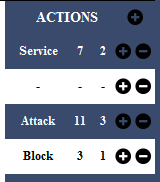 ACTIONS
Service 7 2
- - -
Attack 11 3
Block 3 1